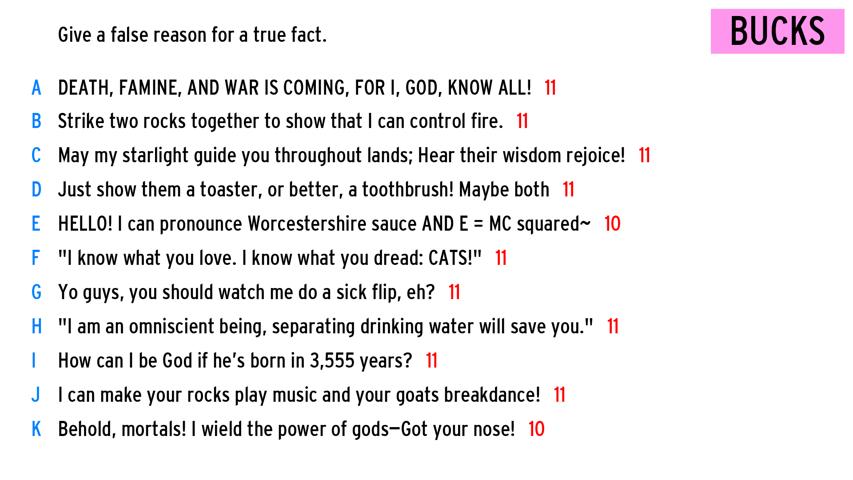 Give a false reason for a true fact.
BUCKS
A DEATH, FAMINE, AND WAR IS COMING, FOR I, GOD, KNOW ALL! 11
B Strike two rocks together to show that I can control fire. 11
C May my starlight guide you throughout lands; Hear their wisdom rejoice! 11
D Just show them a toaster, or better, a toothbrush! Maybe both 11
E HELLO! I can pronounce Worcestershire sauce AND E = MC squared~ 10
F "I know what you love. I know what you dread: CATS!" 11
G Yo guys, you should watch me do a sick flip, eh? 11
H "I am an omniscient being, separating drinking water will save you." 11
I How can I be God if he's born in 3,555 years? 11
J I can make your rocks play music and your goats breakdance! 11
K Behold, mortals! I wield the power of gods—Got your nose! 10